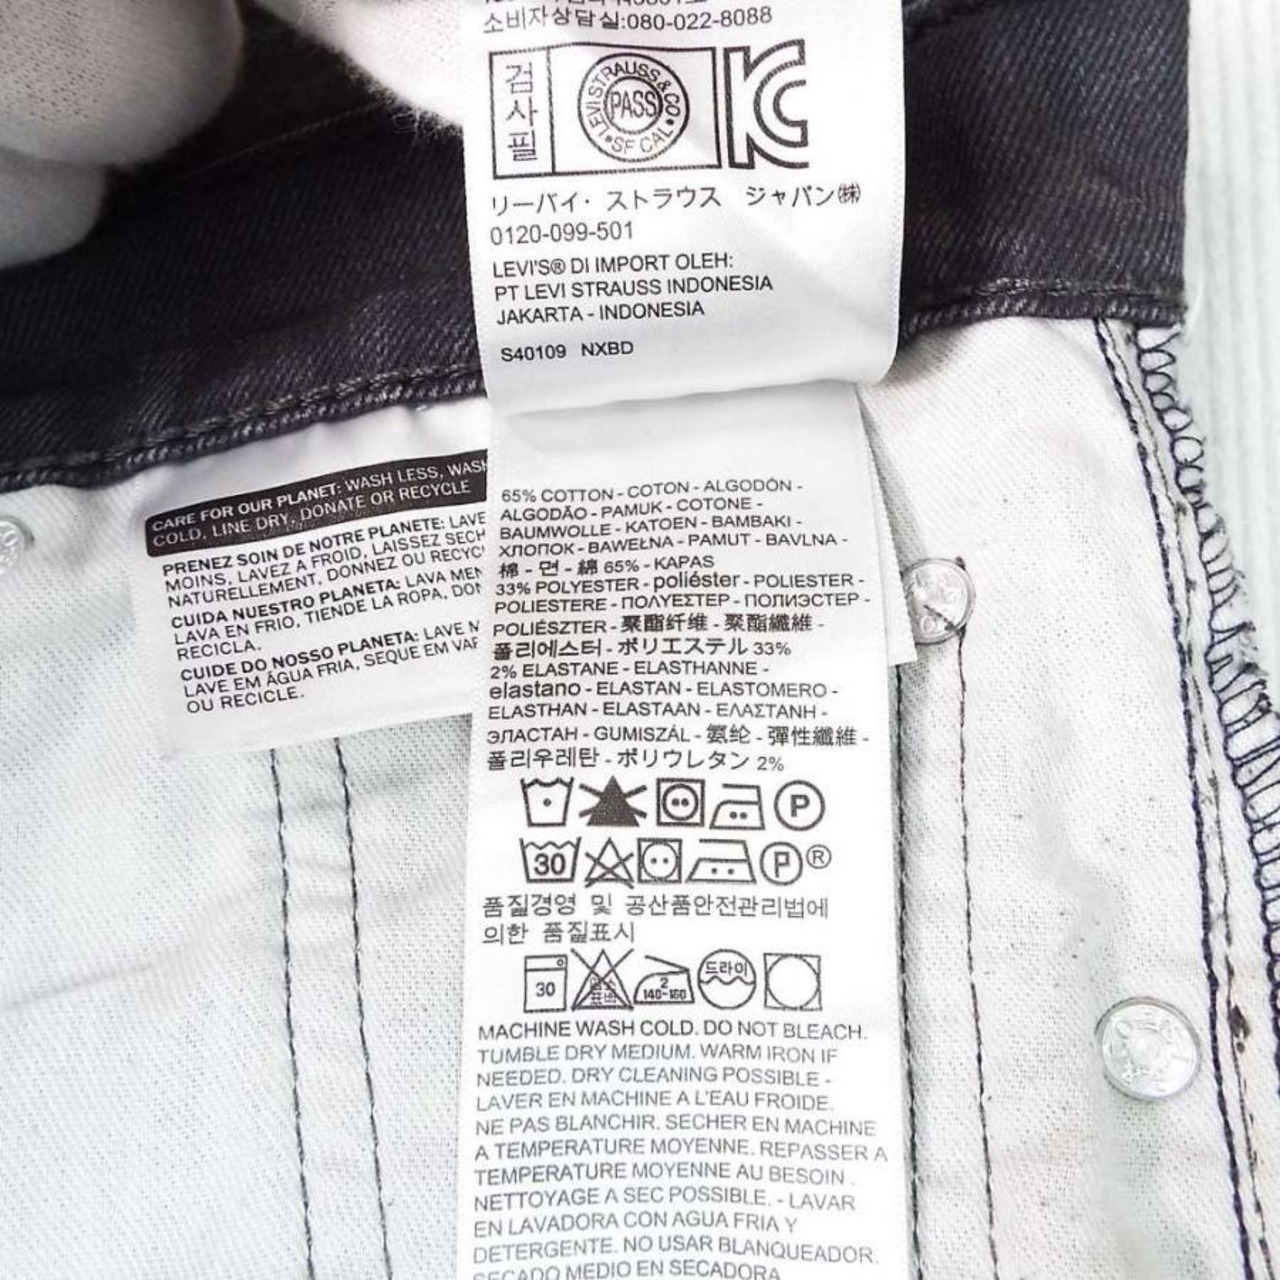 소비자상담실:080-022-8088
검사필
LEVI STRAUSS & CO
PASS
SF CAL
リーバイ・ストラウス ジャパン㈱
0120-099-501
LEVI'S® DI IMPORT OLEH:
PT LEVI STRAUSS INDONESIA
JAKARTA - INDONESIA
S40109 NXBD
CARE FOR OUR PLANET: WASH LESS, WASH
COLD, LINE DRY, DONATE OR RECYCLE
PRENEZ SOIN DE NOTRE PLANETE: LAVE
MOINS, LAVEZ A FROID, LAISSEZ SECH
NATURELLEMENT, DONNEZ OU RECYC
CUIDA NUESTRO PLANETA: LAVA MEN
LAVA EN FRIO, TIENDE LA ROPA, DON
RECICLA.
CUIDE DO NOSSO PLANETA: LAVE M
LAVE EM ÁGUA FRIA, SEQUE EM VAR
OU RECICLE.
65% COTTON - COTON - ALGODÓN -
ALGODÃO - PAMUK - COTONE -
BAUMWOLLE - KATOEN - BAMBAKI -
ХЛОПОК - BAWEŁNA - PAMUT - BAVLNA -
棉 - 면 - 綿 65% - KAPAS
33% POLYESTER - poliéster - POLIESTER -
POLIESTERE - ΠΟΛΥΕΣΤΕΡ - ПОЛИЭСТЕР -
POLIÉSZTER - 聚酯纤维 - 聚酯纖維 -
폴리에스터 - ポリエステル 33%
2% ELASTANE - ELASTHANNE -
elastano - ELASTAN - ELASTOMERO -
ELASTHAN - ELASTAAN - ΕΛΑΣΤΑΝΗ -
ЭЛАСТАН - GUMISZÁL - 氨纶 - 彈性纖維 -
폴리우레탄 - ポリウレタン 2%
P
30 P ®
품질경영 및 공산품안전관리법에
의한 품질표시
30 염소표백 2 140~160 드라이
MACHINE WASH COLD. DO NOT BLEACH.
TUMBLE DRY MEDIUM. WARM IRON IF
NEEDED. DRY CLEANING POSSIBLE -
LAVER EN MACHINE A L'EAU FROIDE.
NE PAS BLANCHIR. SECHER EN MACHINE
A TEMPERATURE MOYENNE. REPASSER A
TEMPERATURE MOYENNE AU BESOIN.
NETTOYAGE A SEC POSSIBLE. - LAVAR
EN LAVADORA CON AGUA FRIA Y
DETERGENTE. NO USAR BLANQUEADOR.
SECADO MEDIO EN SECADORA